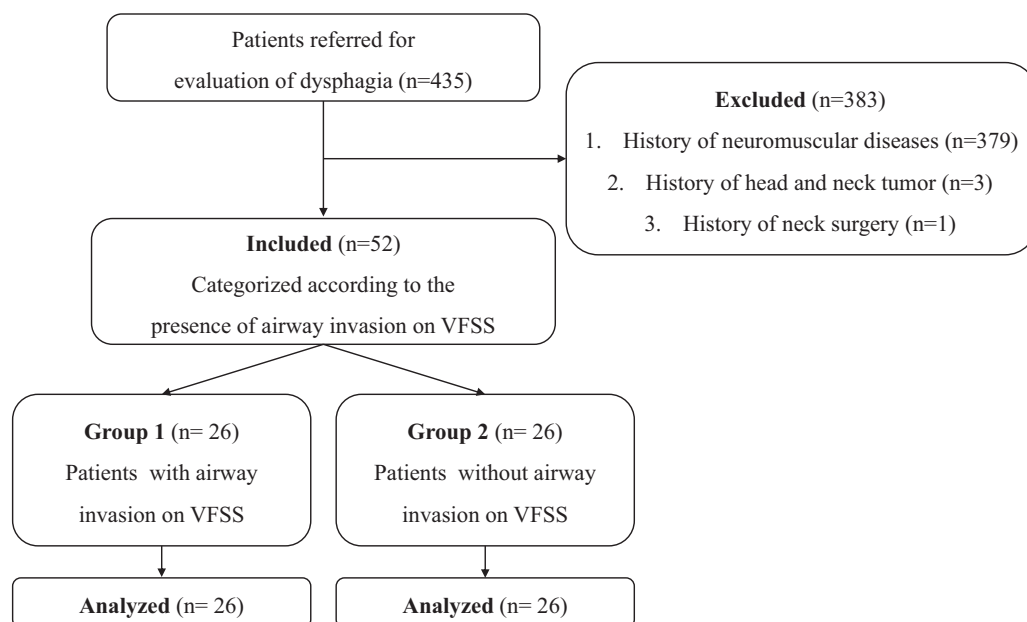 Patients referred for
evaluation of dysphagia (n=435)
Excluded (n=383)
1. History of neuromuscular diseases (n=379)
2. History of head and neck tumor (n=3)
3. History of neck surgery (n=1)
Included (n=52)
Categorized according to the
presence of airway invasion on VFSS
Group 1 (n= 26)
Patients with airway
invasion on VFSS
Group 2 (n= 26)
Patients without airway
invasion on VFSS
Analyzed (n= 26)
Analyzed (n= 26)